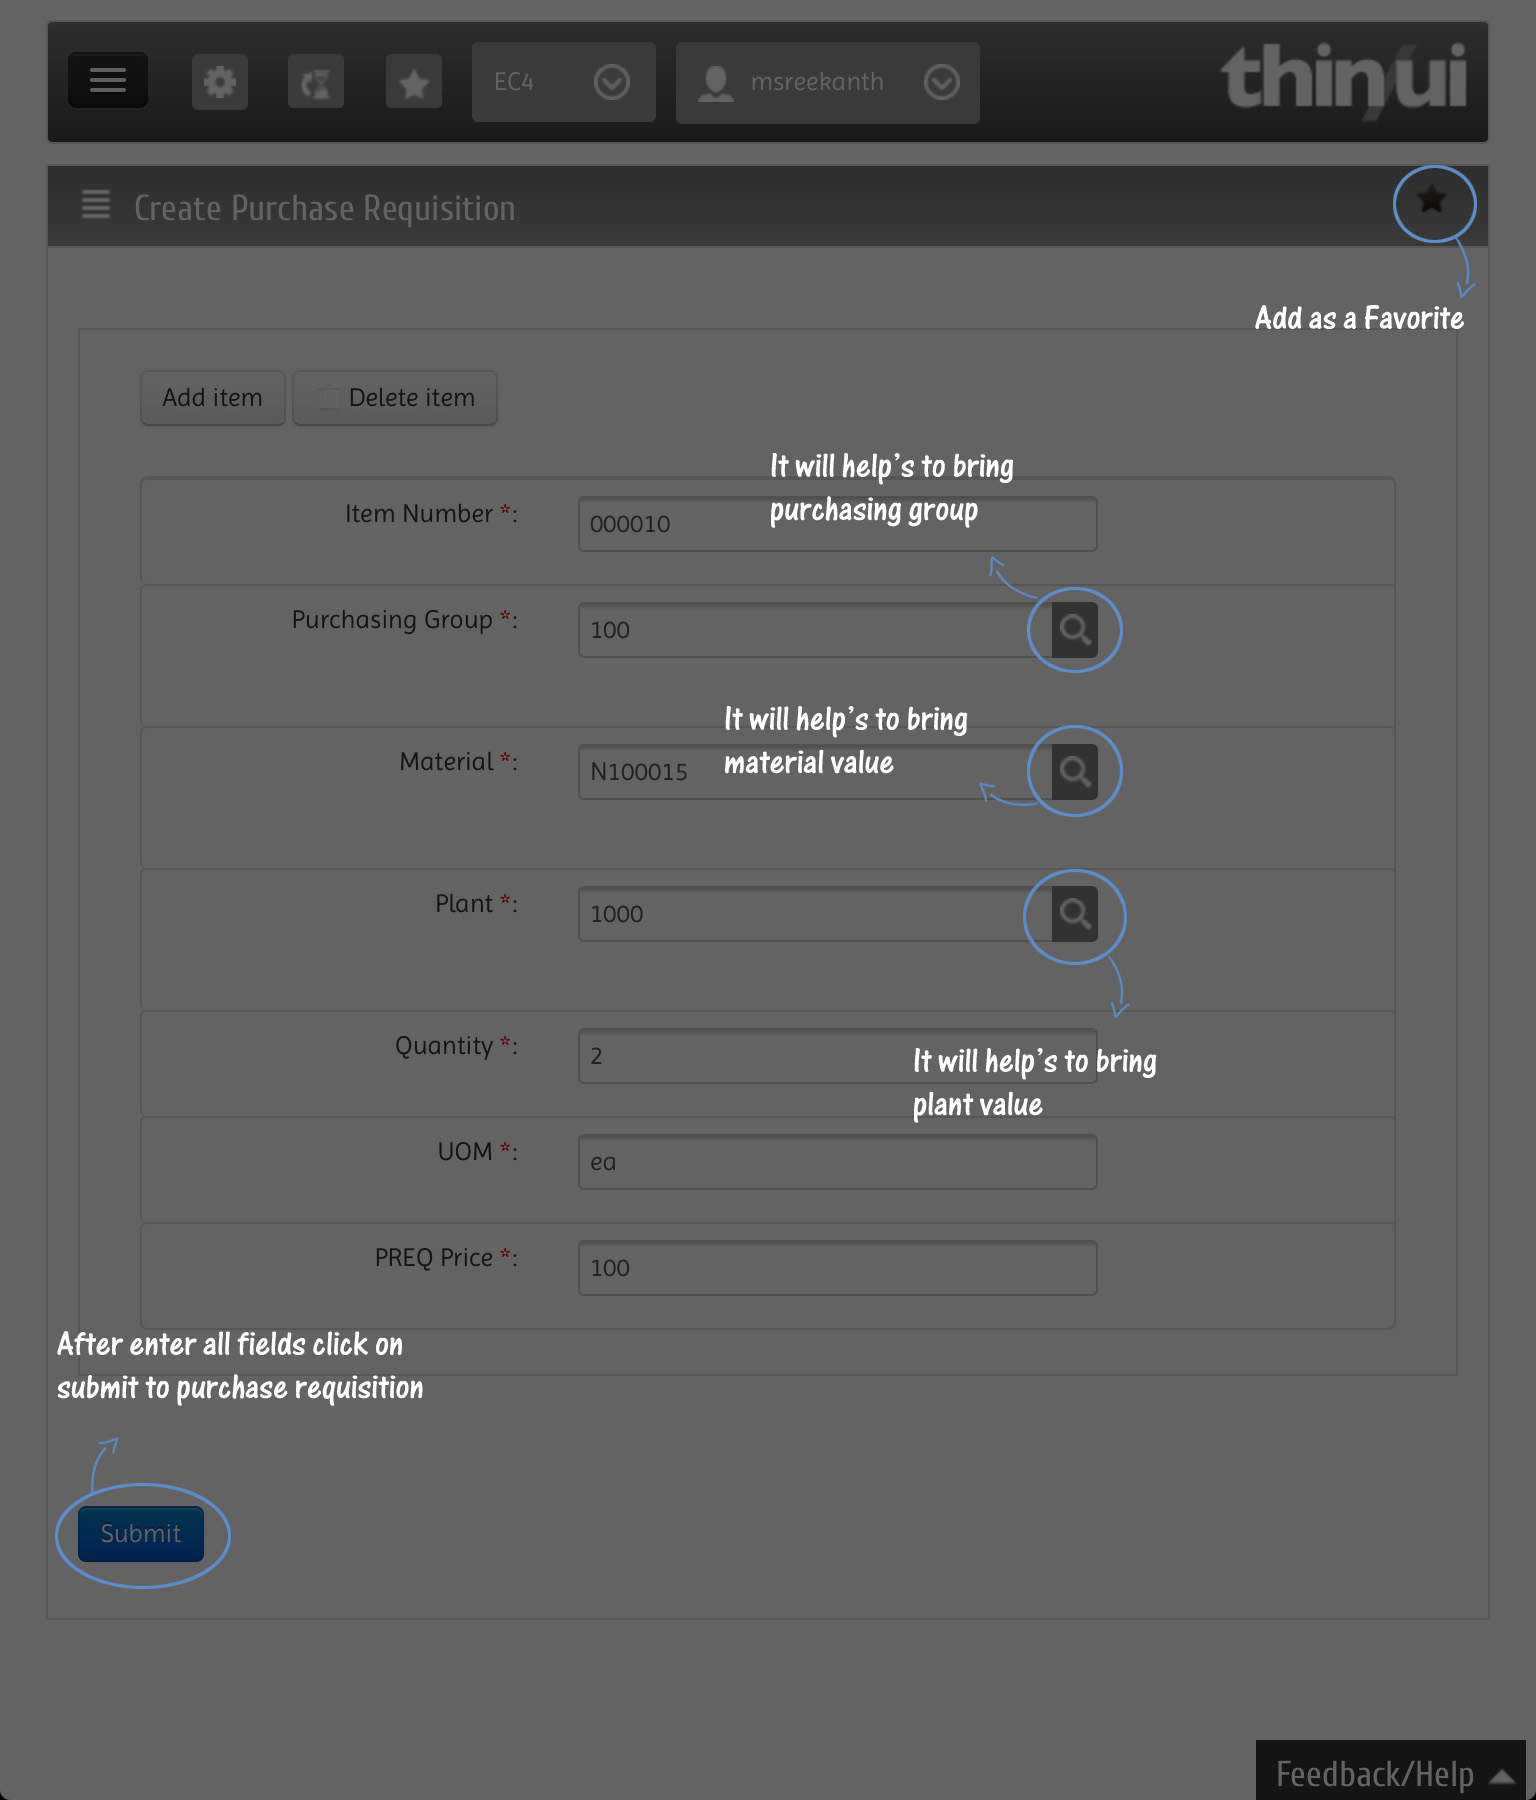 EC4
msreekanth
thin/ui
Create Purchase Requisition
Add as a Favorite
Add item
Delete item
It will help's to bring
purchasing group
Item Number *:
000010
Purchasing Group *:
100
It will help's to bring
material value
Material *:
N100015
Plant *:
1000
Quantity *:
2
It will help's to bring
plant value
UOM *:
ea
PREQ Price *:
100
After enter all fields click on
submit to purchase requisition
Submit
Feedback/Help